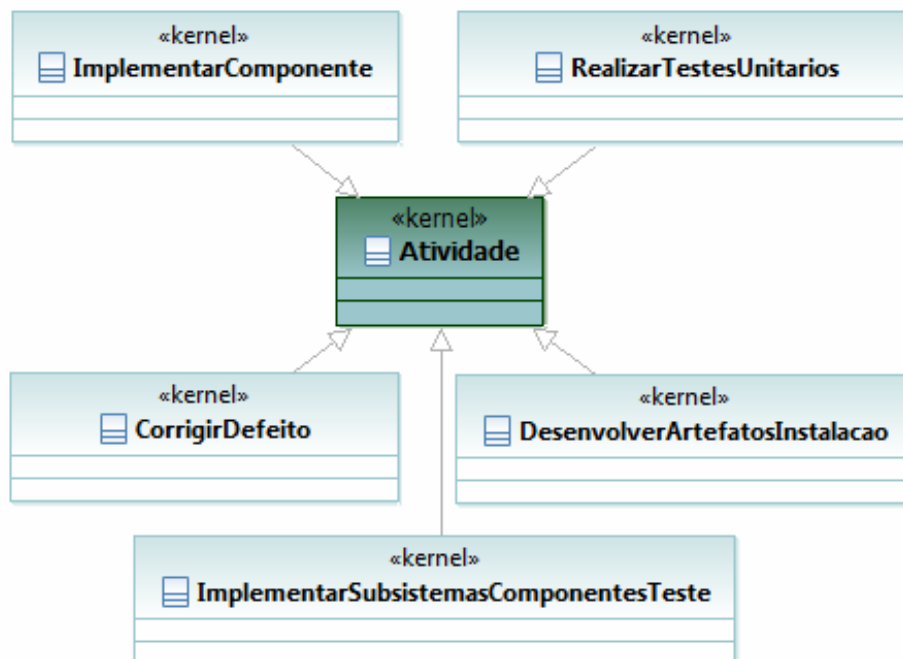 «kernel»
ImplementarComponente
«kernel»
RealizarTestesUnitarios
«kernel»
Atividade
«kernel»
CorrigirDefeito
«kernel»
DesenvolverArtefatosInstalacao
«kernel»
ImplementarSubsistemasComponentesTeste